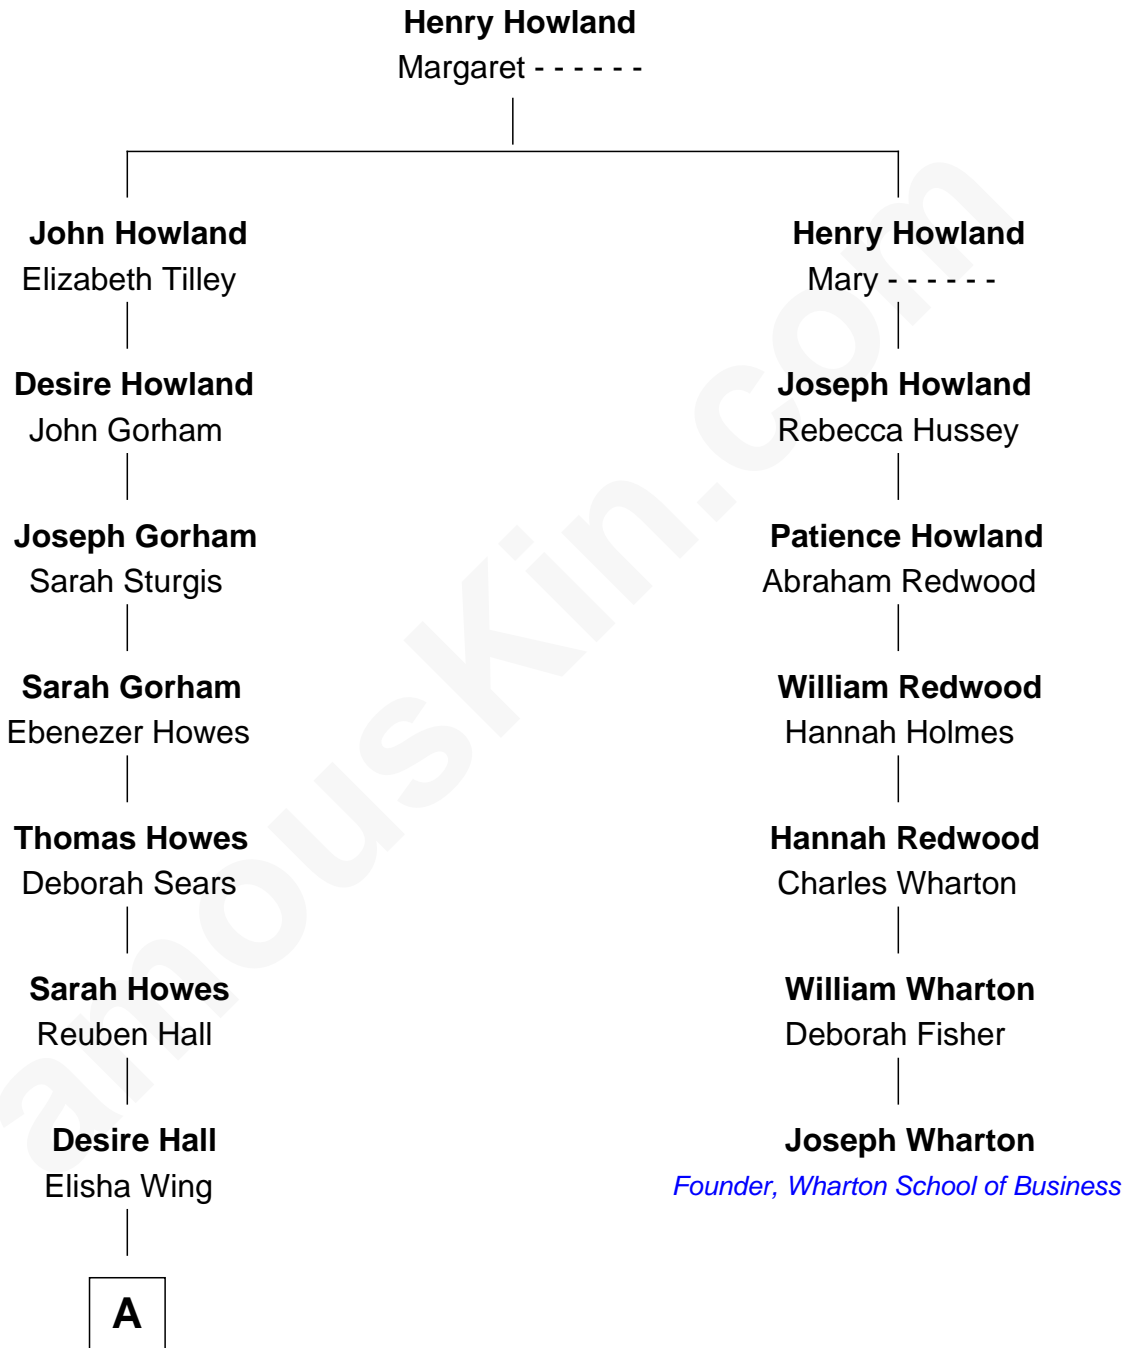 Henry Howland
Margaret - - - - - -
John Howland
Elizabeth Tilley
Henry Howland
Mary - - - - - -
Desire Howland
John Gorham
Joseph Howland
Rebecca Hussey
Joseph Gorham
Sarah Sturgis
Patience Howland
Abraham Redwood
Sarah Gorham
Ebenezer Howes
William Redwood
Hannah Holmes
Thomas Howes
Deborah Sears
Hannah Redwood
Charles Wharton
Sarah Howes
Reuben Hall
William Wharton
Deborah Fisher
Desire Hall
Elisha Wing
Joseph Wharton
Founder, Wharton School of Business
A
amousKin.com